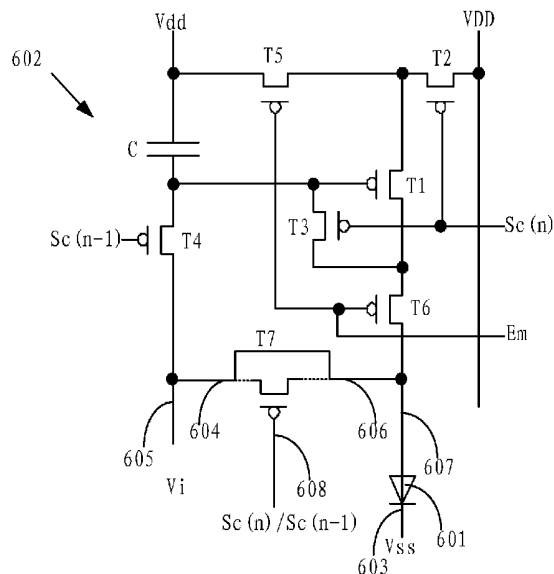 Vdd
VDD
602
T5
T2
C
T1
T3
Sc(n-1)
T4
Sc(n)
T6
T7
Em
604
606
605
607
Vi
608
601
Sc(n)/Sc(n-1)
Vss
603